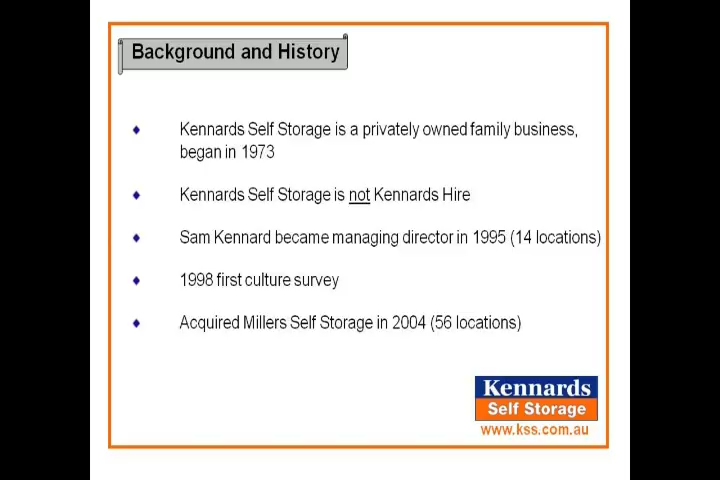 Background and History
Kennards Self Storage is a privately owned family business,
began in 1973
Kennards Self Storage is not Kennards Hire
Sam Kennard became managing director in 1995 (14 locations)
1998 first culture survey
Acquired Millers Self Storage in 2004 (56 locations)
Kennards
Self Storage
www.kss.com.au